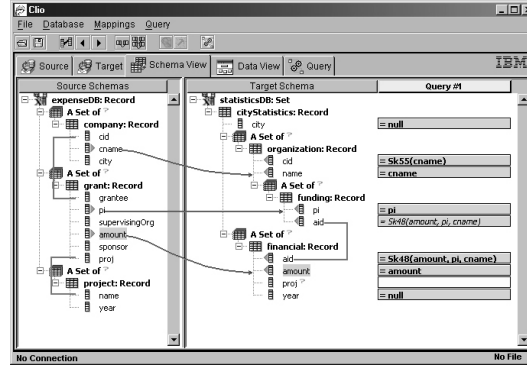 Clio
File Database Mappings Query
Source Target Schema View Data View Query IBM
Source Schemas Target Schema Query #1
expenseDB: Record statisticsDB: Set
A Set of ? cityStatistics: Record
company: Record city = null
cid A Set of ?
cname organization: Record
city cid = Sk55(cname)
A Set of ? name = cname
grant: Record A Set of ?
grantee funding: Record
pi pi = pi
supervisingOrg aid = Sk48(amount, pi, cname)
amount A Set of ?
sponsor financial: Record
proj aid = Sk48(amount, pi, cname)
A Set of ? amount = amount
project: Record proj ?
name year = null
year
No Connection No File